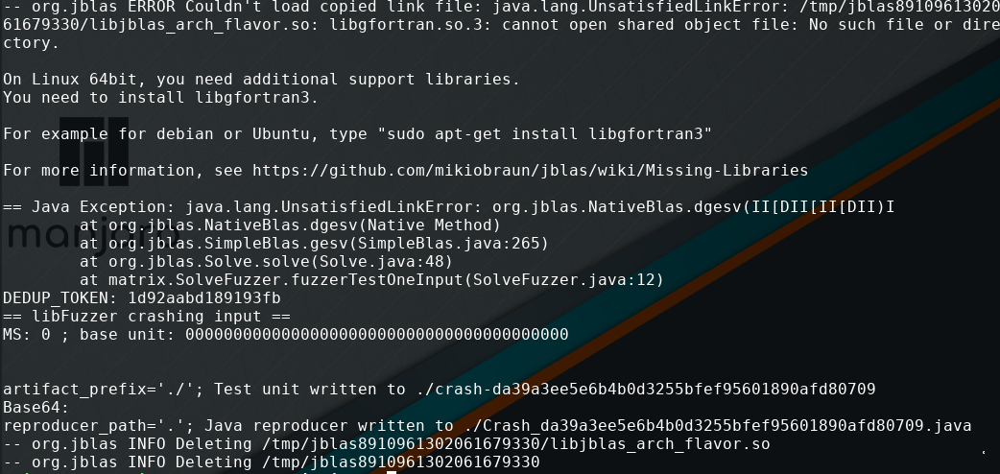 -- org.jblas ERROR Couldn't load copied link file: java.lang.UnsatisfiedLinkError: /tmp/jblas89109613020
61679330/libjblas_arch_flavor.so: libgfortran.so.3: cannot open shared object file: No such file or dire
ctory.
On Linux 64bit, you need additional support libraries.
You need to install libgfortran3.
For example for debian or Ubuntu, type "sudo apt-get install libgfortran3"
For more information, see https://github.com/mikiobraun/jblas/wiki/Missing-Libraries
== Java Exception: java.lang.UnsatisfiedLinkError: org.jblas.NativeBlas.dgesv(II[DII[II[DII)I
at org.jblas.NativeBlas.dgesv(Native Method)
manjaro
at org.jblas.SimpleBlas.gesv(SimpleBlas.java:265)
at org.jblas.Solve.solve(Solve.java:48)
at matrix.SolveFuzzer.fuzzerTestOneInput(SolveFuzzer.java:12)
DEDUP_TOKEN: 1d92aabd189193fb
== libFuzzer crashing input ==
MS: 0 ; base unit: 0000000000000000000000000000000000000000
artifact_prefix='./'; Test unit written to ./crash-da39a3ee5e6b4b0d3255bfef95601890afd80709
Base64:
reproducer_path='.'; Java reproducer written to ./Crash_da39a3ee5e6b4b0d3255bfef95601890afd80709.java
-- org.jblas INFO Deleting /tmp/jblas8910961302061679330/libjblas_arch_flavor.so
-- org.jblas INFO Deleting /tmp/jblas8910961302061679330